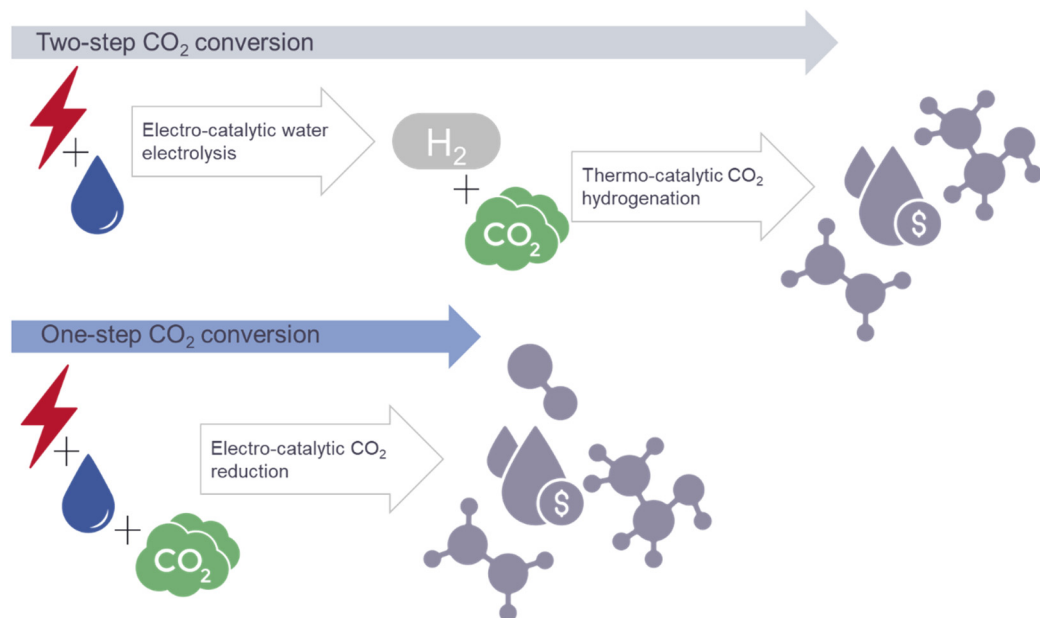 Two-step CO₂ conversion
Electro-catalytic water
electrolysis
H₂
CO₂
Thermo-catalytic CO₂
hydrogenation
$
One-step CO₂ conversion
Electro-catalytic CO₂
reduction
CO₂
$